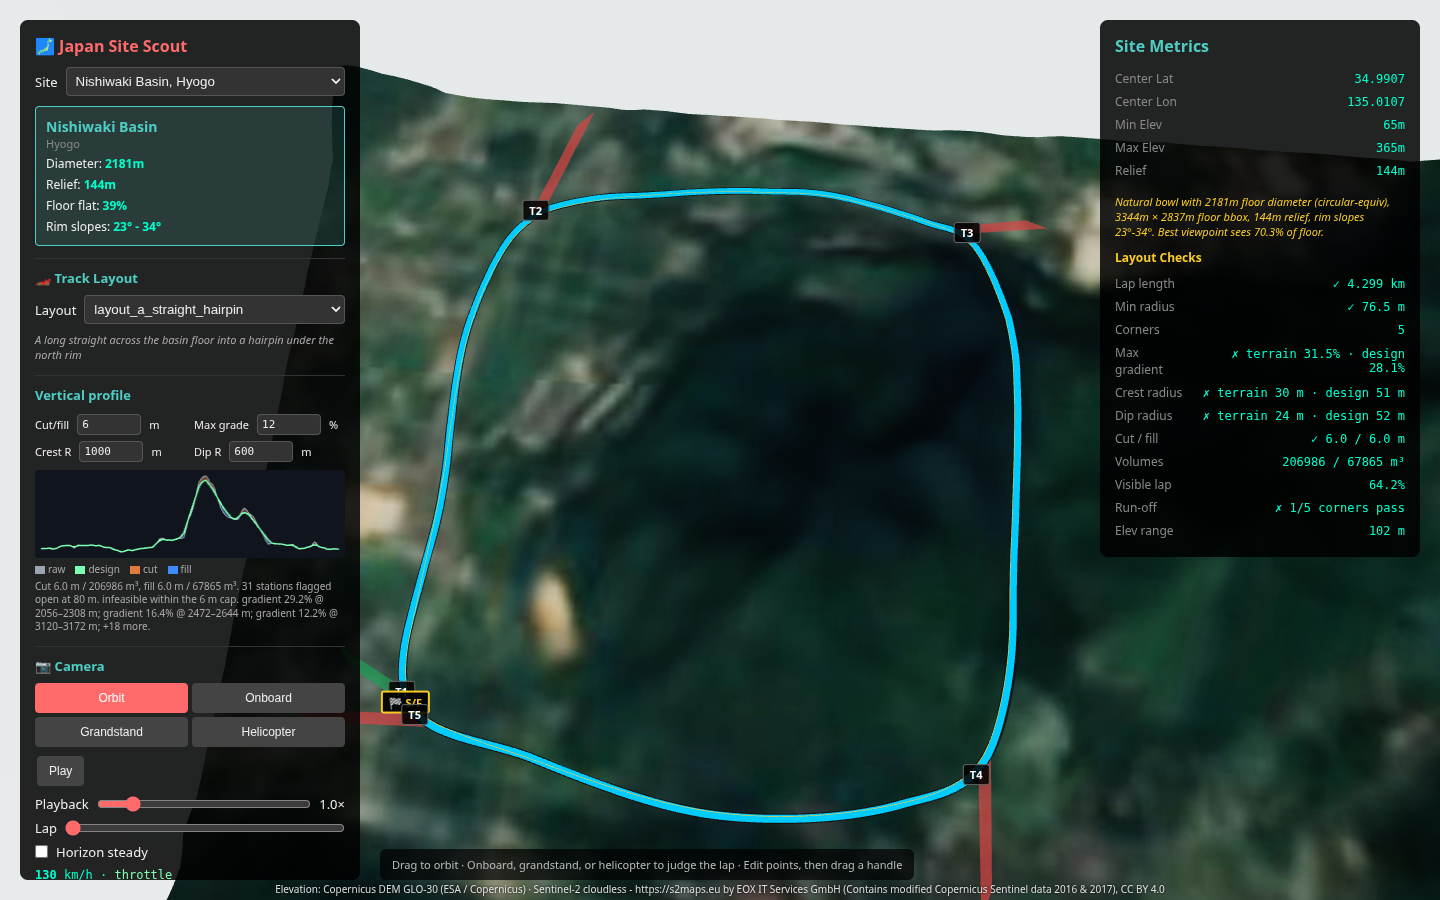 🗾 Japan Site Scout
Site Nishiwaki Basin, Hyogo
Nishiwaki Basin
Hyogo
Diameter: 2181m
Relief: 144m
Floor flat: 39%
Rim slopes: 23° - 34°
🏎️ Track Layout
Layout layout_a_straight_hairpin
A long straight across the basin floor into a hairpin under the
north rim
Vertical profile
Cut/fill 6 m Max grade 12 %
Crest R 1000 m Dip R 600 m
raw design cut fill
Cut 6.0 m / 206986 m³, fill 6.0 m / 67865 m³. 31 stations flagged
open at 80 m. infeasible within the 6 m cap. gradient 29.2% @
2056–2308 m; gradient 16.4% @ 2472–2644 m; gradient 12.2% @
3120–3172 m; +18 more.
📷 Camera
Orbit Onboard
Grandstand Helicopter
Play
Playback 1.0×
Lap
Horizon steady
130 km/h · throttle
T2
T3
T1
🏁 S/F
T5
T4
Site Metrics
Center Lat 34.9907
Center Lon 135.0107
Min Elev 65m
Max Elev 365m
Relief 144m
Natural bowl with 2181m floor diameter (circular-equiv),
3344m × 2837m floor bbox, 144m relief, rim slopes
23°-34°. Best viewpoint sees 70.3% of floor.
Layout Checks
Lap length ✓ 4.299 km
Min radius ✓ 76.5 m
Corners 5
Max gradient ✗ terrain 31.5% · design
28.1%
Crest radius ✗ terrain 30 m · design 51 m
Dip radius ✗ terrain 24 m · design 52 m
Cut / fill ✓ 6.0 / 6.0 m
Volumes 206986 / 67865 m³
Visible lap 64.2%
Run-off ✗ 1/5 corners pass
Elev range 102 m
Drag to orbit · Onboard, grandstand, or helicopter to judge the lap · Edit points, then drag a handle
Elevation: Copernicus DEM GLO-30 (ESA / Copernicus) · Sentinel-2 cloudless - https://s2maps.eu by EOX IT Services GmbH (Contains modified Copernicus Sentinel data 2016 & 2017), CC BY 4.0